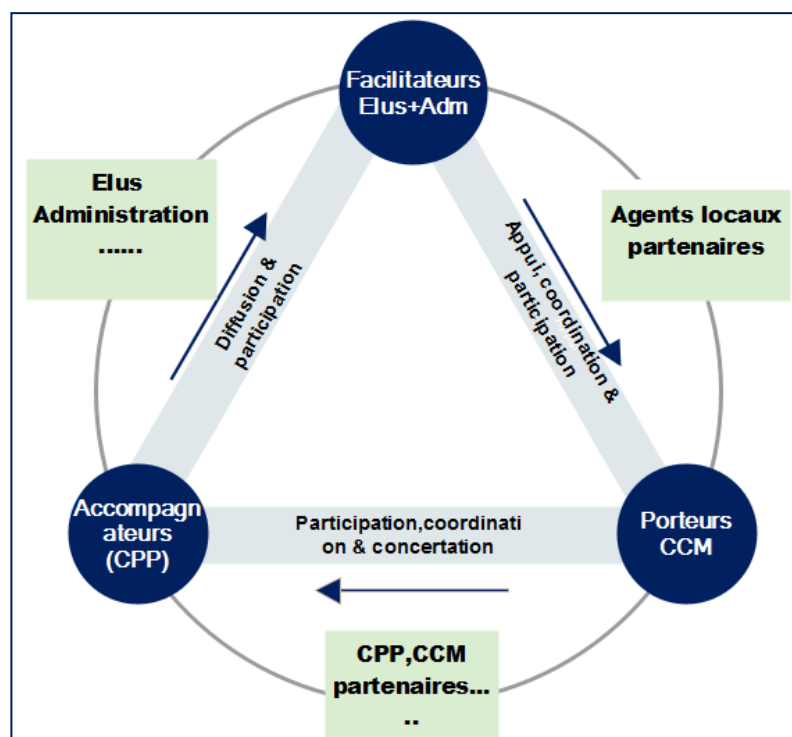 Facilitateurs
Elus+Adm
Elus
Administration
......
Agents locaux
partenaires
Diffusion &
participation
Appui, coordination &
participation
Accompagn
ateurs
(CPP)
Participation,coordinati
on & concertation
Porteurs
CCM
CPP,CCM
partenaires...
..